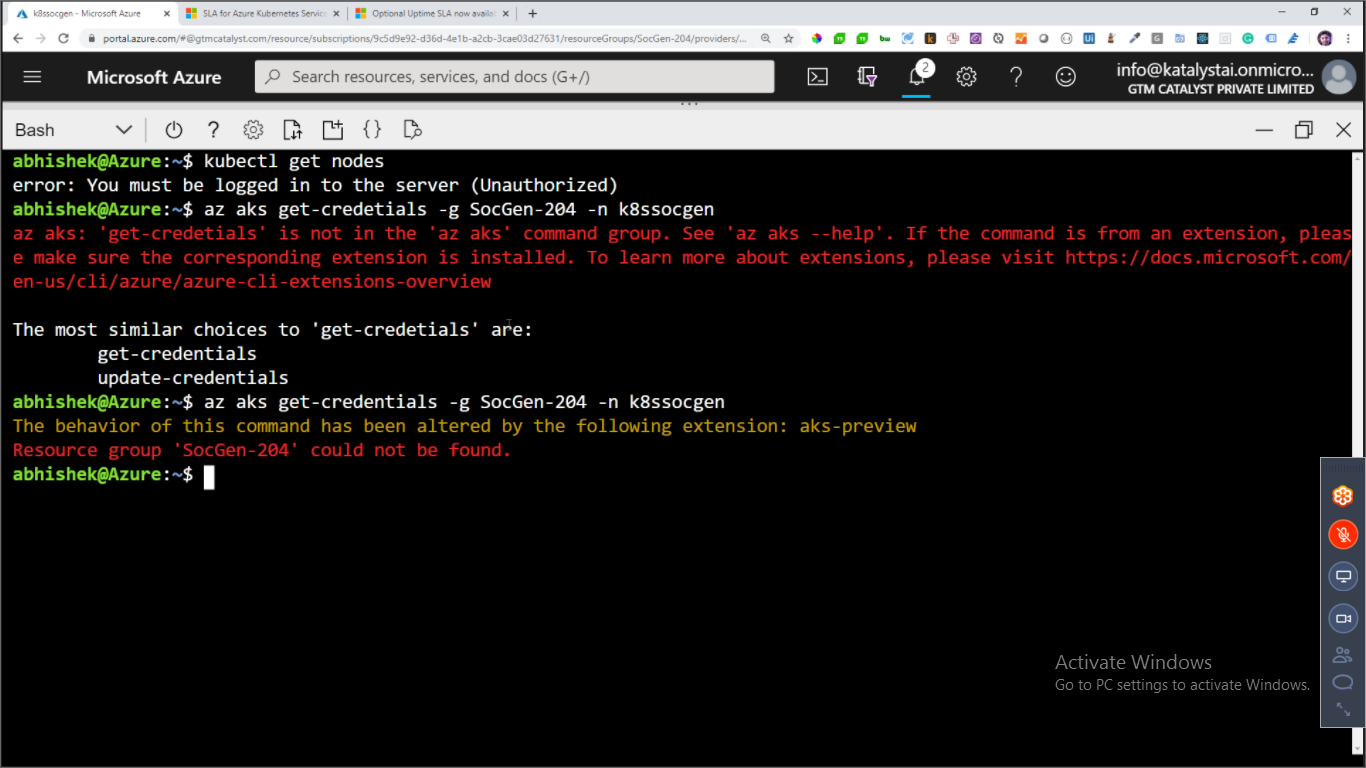 k8ssocgen - Microsoft Azure
SLA for Azure Kubernetes Service
Optional Uptime SLA now availab
portal.azure.com/#@gtmcatalyst.com/resource/subscriptions/9c5d9e92-d36d-4e1b-a2cb-3cae03d27631/resourceGroups/SocGen-204/providers/...
Microsoft Azure
Search resources, services, and docs (G+/)
2
info@katalystai.onmicro...
GTM CATALYST PRIVATE LIMITED
Bash
abhishek@Azure:~$ kubectl get nodes
error: You must be logged in to the server (Unauthorized)
abhishek@Azure:~$ az aks get-credetials -g SocGen-204 -n k8ssocgen
az aks: 'get-credetials' is not in the 'az aks' command group. See 'az aks --help'. If the command is from an extension, pleas
e make sure the corresponding extension is installed. To learn more about extensions, please visit https://docs.microsoft.com/
en-us/cli/azure/azure-cli-extensions-overview
The most similar choices to 'get-credetials' are:
get-credentials
update-credentials
abhishek@Azure:~$ az aks get-credentials -g SocGen-204 -n k8ssocgen
The behavior of this command has been altered by the following extension: aks-preview
Resource group 'SocGen-204' could not be found.
abhishek@Azure:~$
Activate Windows
Go to PC settings to activate Windows.